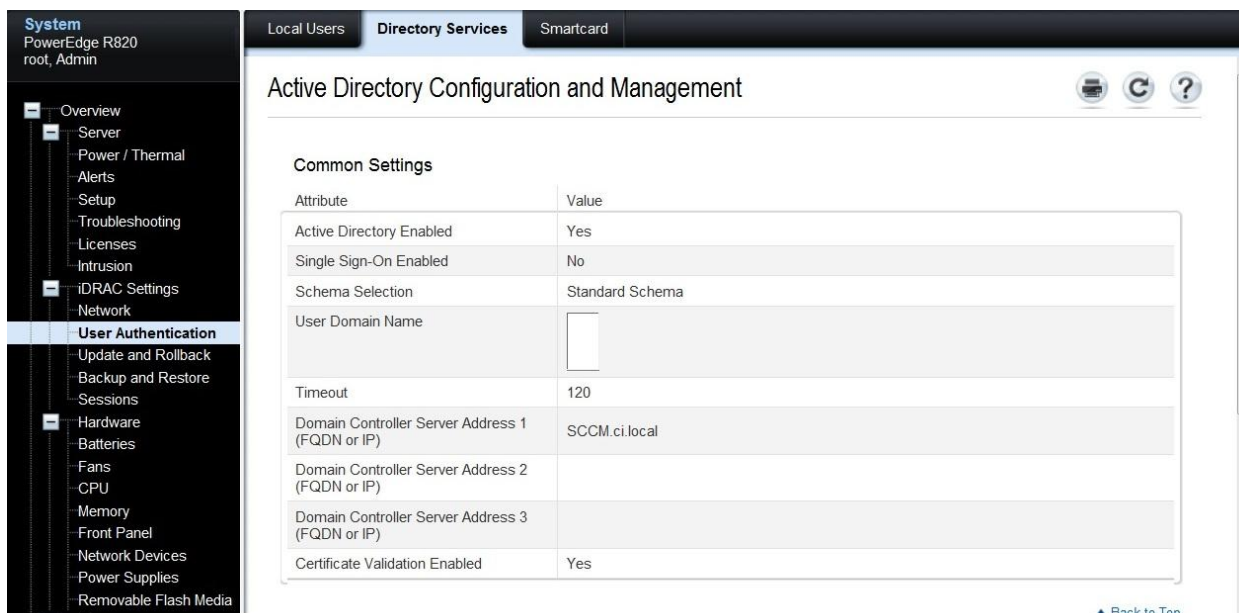 System
PowerEdge R820
root, Admin
Overview
Server
Power / Thermal
Alerts
Setup
Troubleshooting
Licenses
Intrusion
iDRAC Settings
Network
User Authentication
Update and Rollback
Backup and Restore
Sessions
Hardware
Batteries
Fans
CPU
Memory
Front Panel
Network Devices
Power Supplies
Removable Flash Media
Local Users Directory Services Smartcard
Active Directory Configuration and Management
Common Settings
Attribute Value
Active Directory Enabled Yes
Single Sign-On Enabled No
Schema Selection Standard Schema
User Domain Name
Timeout 120
Domain Controller Server Address 1
(FQDN or IP) SCCM.ci.local
Domain Controller Server Address 2
(FQDN or IP)
Domain Controller Server Address 3
(FQDN or IP)
Certificate Validation Enabled Yes
Back to Top